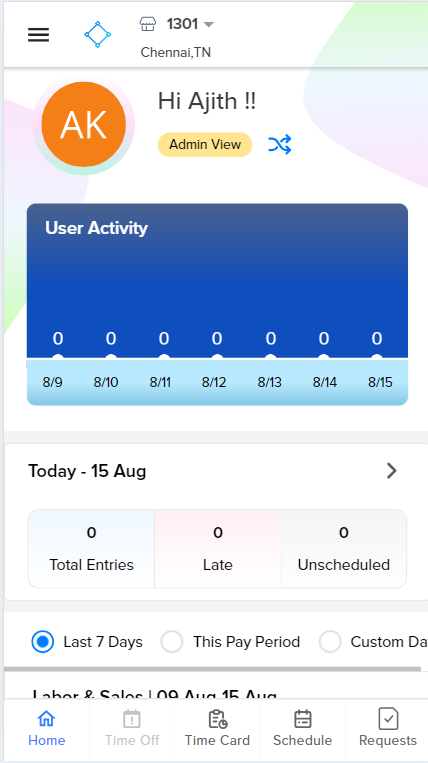 1301
Chennai,TN
AK
Hi Ajith !!
Admin View
User Activity
0 0 0 0 0 0 0
8/9 8/10 8/11 8/12 8/13 8/14 8/15
Today - 15 Aug
0 0 0
Total Entries Late Unscheduled
Last 7 Days This Pay Period Custom Da
Labor & Sales | 09 Aug-15 Aug
Home Time Off Time Card Schedule Requests